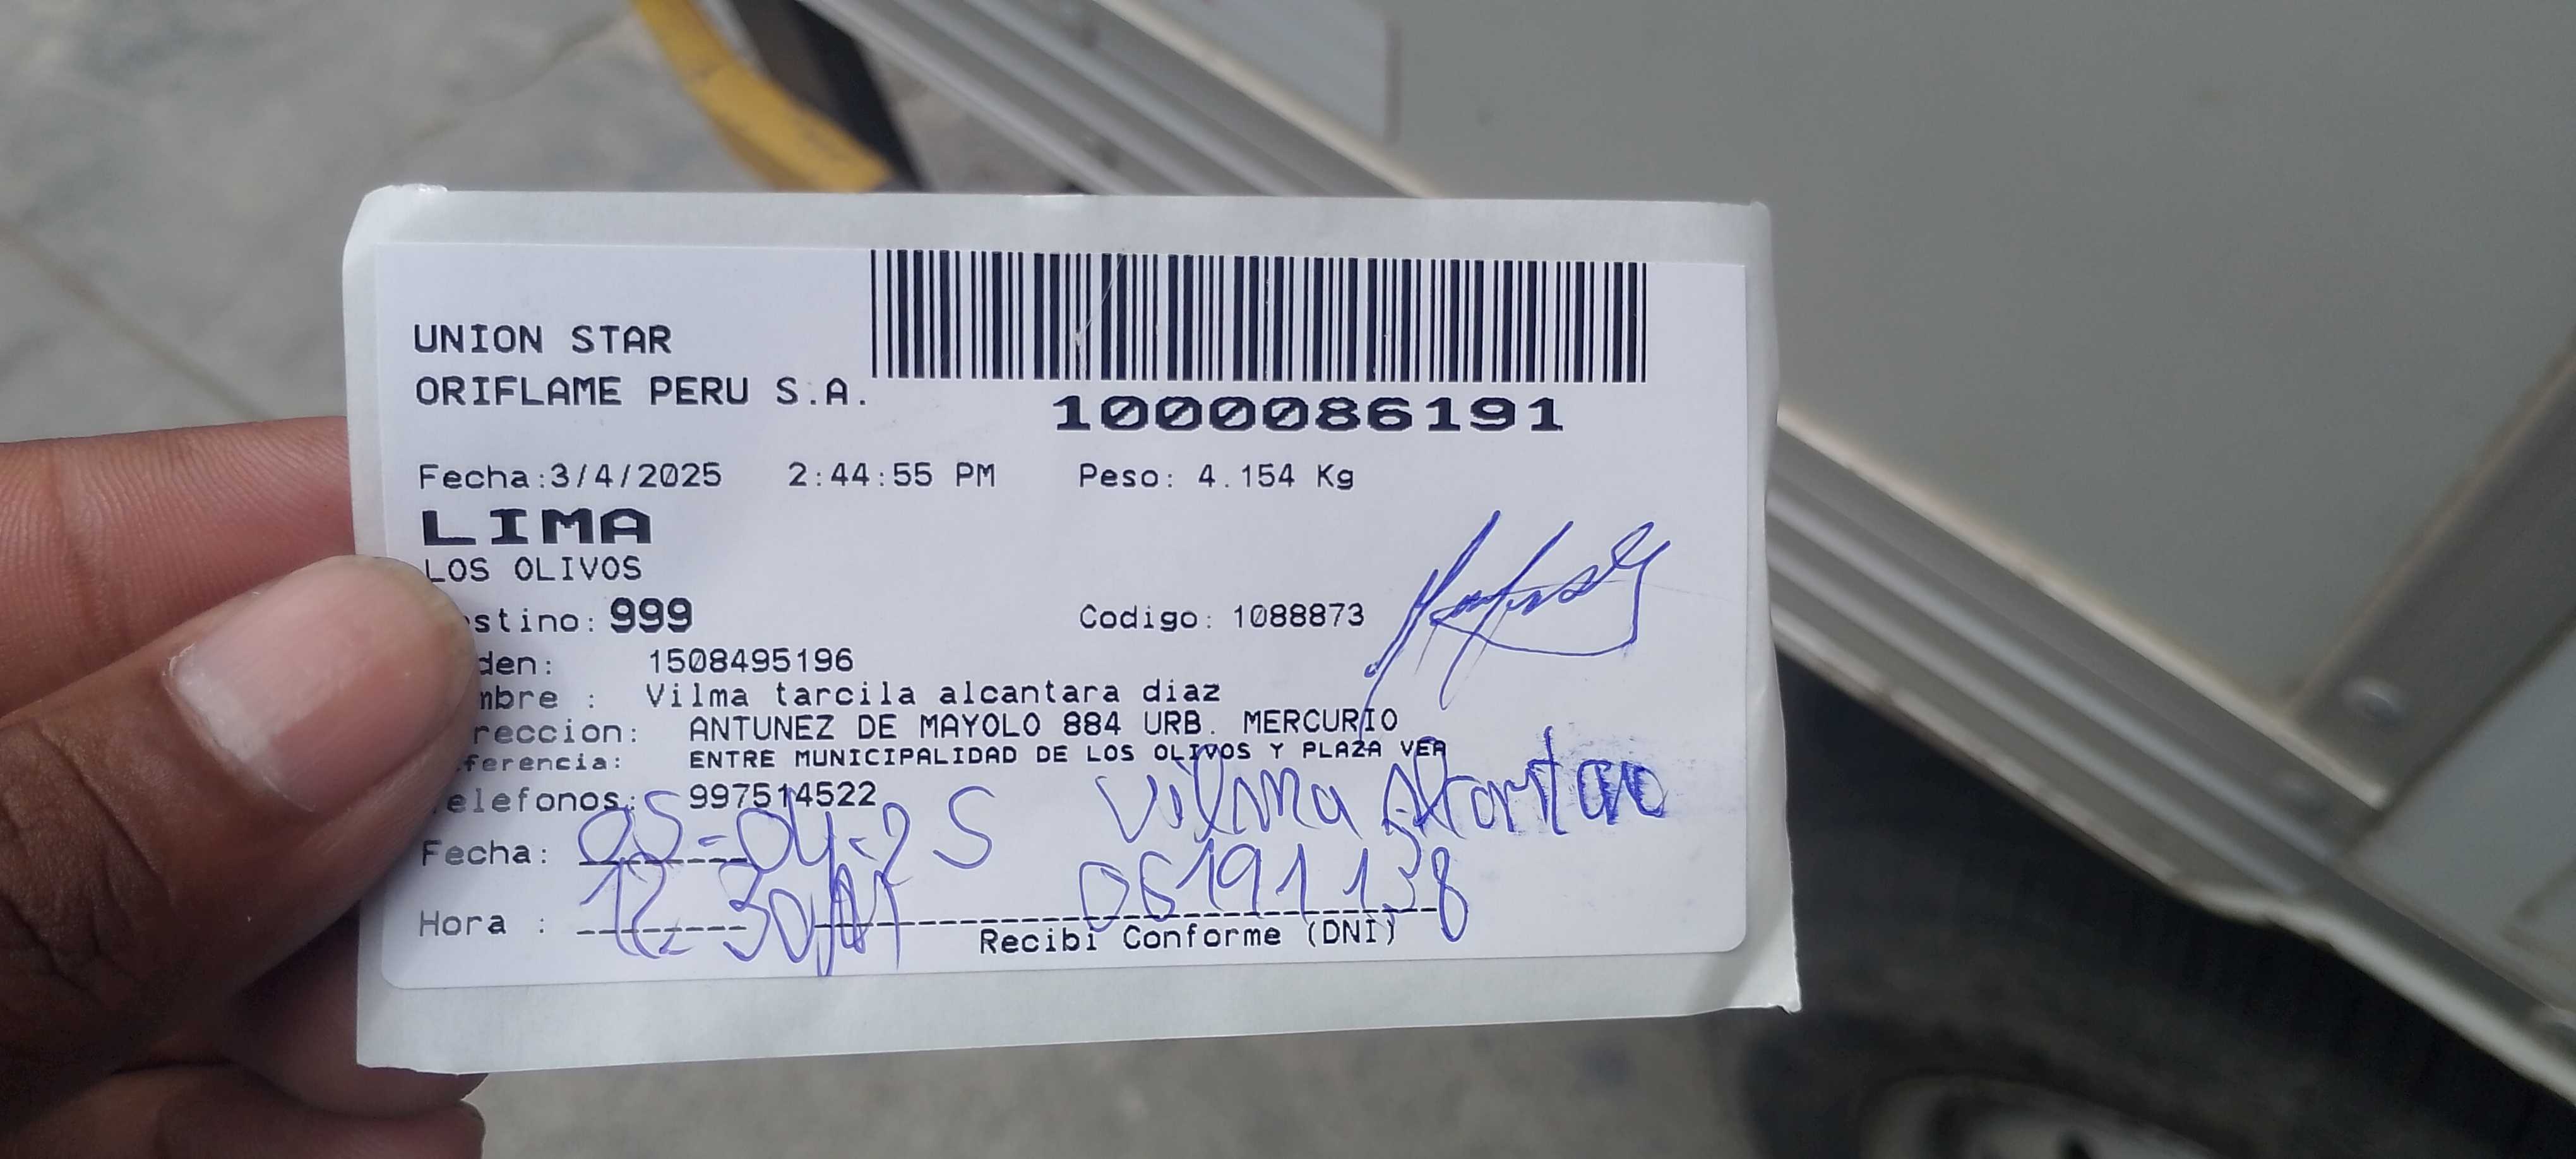 UNION STAR
ORIFLAME PERU S.A.
1000086191
Fecha:3/4/2025 2:44:55 PM Peso: 4.154 Kg
LIMA
LOS OLIVOS
stino: 999 Codigo: 1088873
den: 1508495196
mbre : Vilma tarcila alcantara diaz
reccion: ANTUNEZ DE MAYOLO 884 URB. MERCURIO
ferencia: ENTRE MUNICIPALIDAD DE LOS OLIVOS Y PLAZA VEA
elefonos: 997514522
Vilma
Fecha: 05-04-25
06191138
Hora : 12 30
Recibi Conforme (DNI)